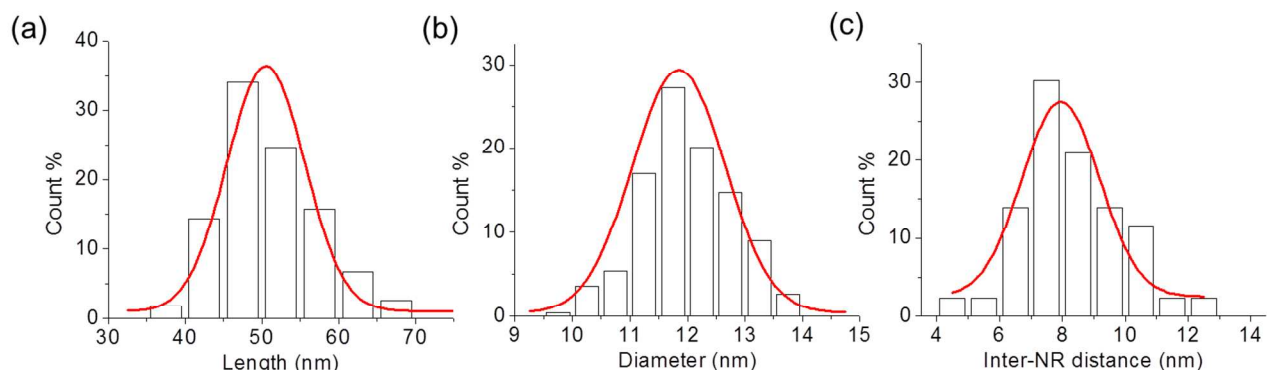 (a)
Count %
40
30
20
10
0
30 40 50 60 70
Length (nm)
(b)
Count %
30
20
10
0
9 10 11 12 13 14 15
Diameter (nm)
(c)
Count %
30
20
10
0
4 6 8 10 12 14
Inter-NR distance (nm)